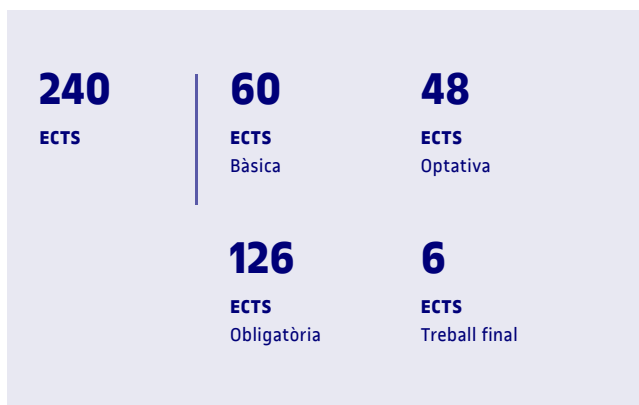 240
ECTS
60
ECTS
Bàsica
48
ECTS
Optativa
126
ECTS
Obligatòria
6
ECTS
Treball final